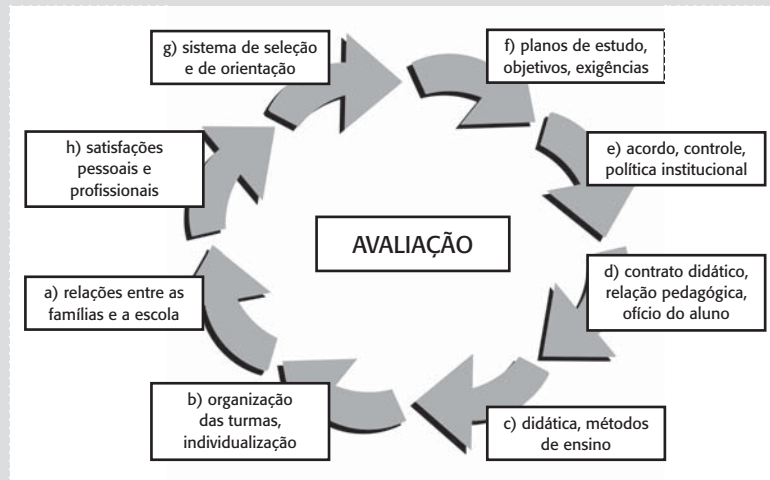 g) sistema de seleção
e de orientação
f) planos de estudo,
objetivos, exigências
h) satisfações
pessoais e
profissionais
e) acordo, controle,
política institucional
AVALIAÇÃO
a) relações entre as
famílias e a escola
d) contrato didático,
relação pedagógica,
ofício do aluno
b) organização
das turmas,
individualização
c) didática, métodos
de ensino